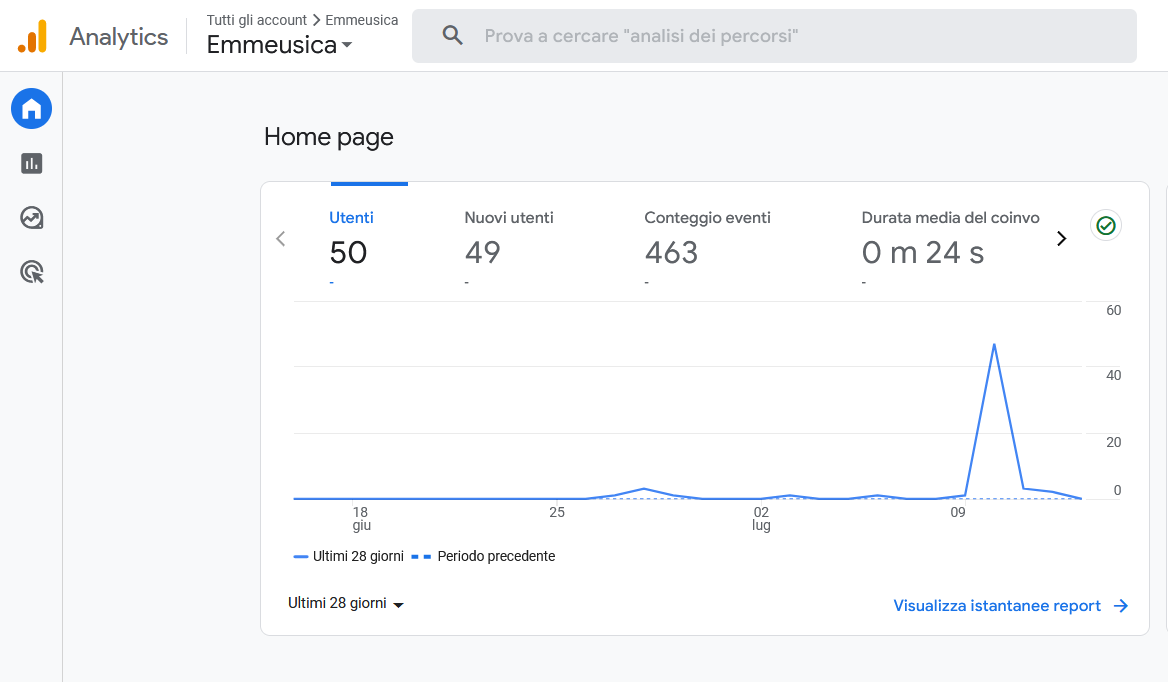 Analytics
Tutti gli account > Emmeusica
Emmeusica
Prova a cercare "analisi dei percorsi"
Home page
Utenti
50
-
Nuovi utenti
49
-
Conteggio eventi
463
-
Durata media del coinvo
0 m 24 s
-
60
40
20
0
18
giu
25
02
lug
09
Ultimi 28 giorni
Periodo precedente
Ultimi 28 giorni
Visualizza istantanee report